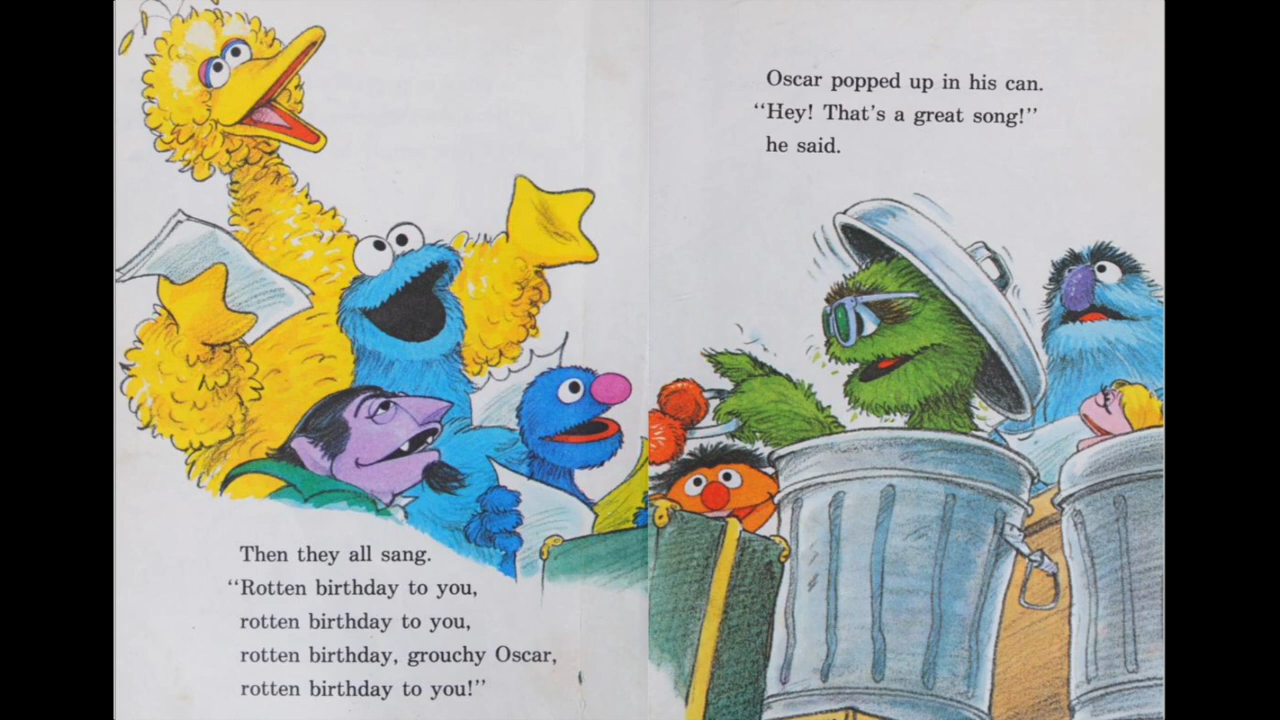 Then they all sang.
“Rotten birthday to you,
rotten birthday to you,
rotten birthday, grouchy Oscar,
rotten birthday to you!”
Oscar popped up in his can.
“Hey! That’s a great song!”
he said.